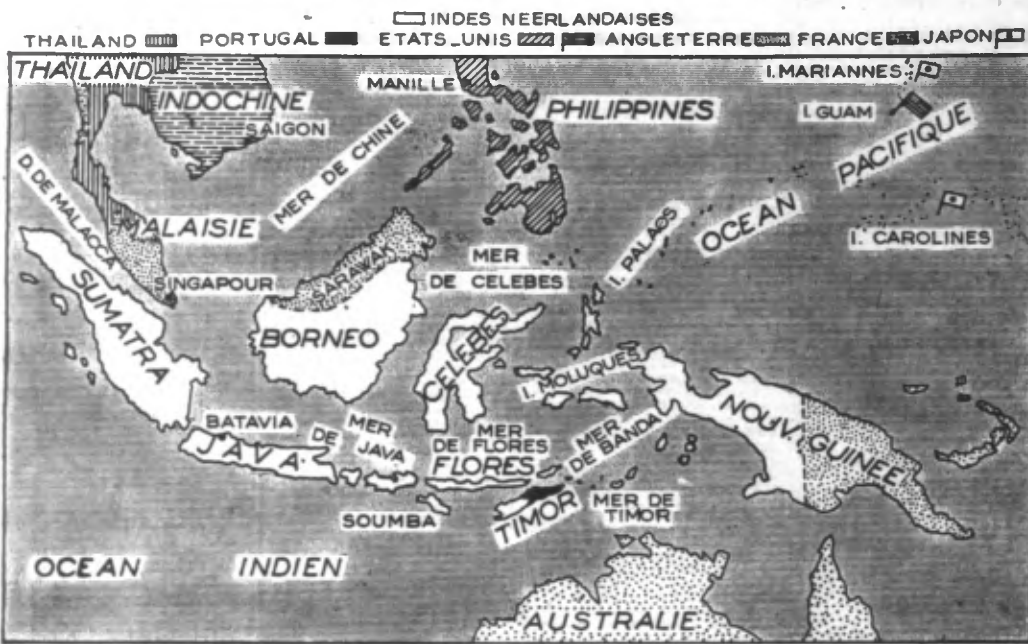 INDES NEERLANDAISES
THAILAND PORTUGAL ETATS_UNIS ANGLETERRE FRANCE JAPON
THAILAND
INDOCHINE
SAIGON
MANILLE
PHILIPPINES
I. MARIANNES
I. GUAM
OCEAN PACIFIQUE
I. CAROLINES
MER DE CHINE
D. DE MALACCA
MALAISIE
SINGAPOUR
SARAVAK
MER
DE CELEBES
I. PALAOS
SUMATRA
BORNEO
CELEBES
I. MOLUQUES
NOUV. GUINEE
BATAVIA
JAVA
MER
DE JAVA
MER
DE FLORES
FLORES
MER
DE BANDA
SOUMBA
TIMOR
MER DE
TIMOR
OCEAN INDIEN
AUSTRALIE